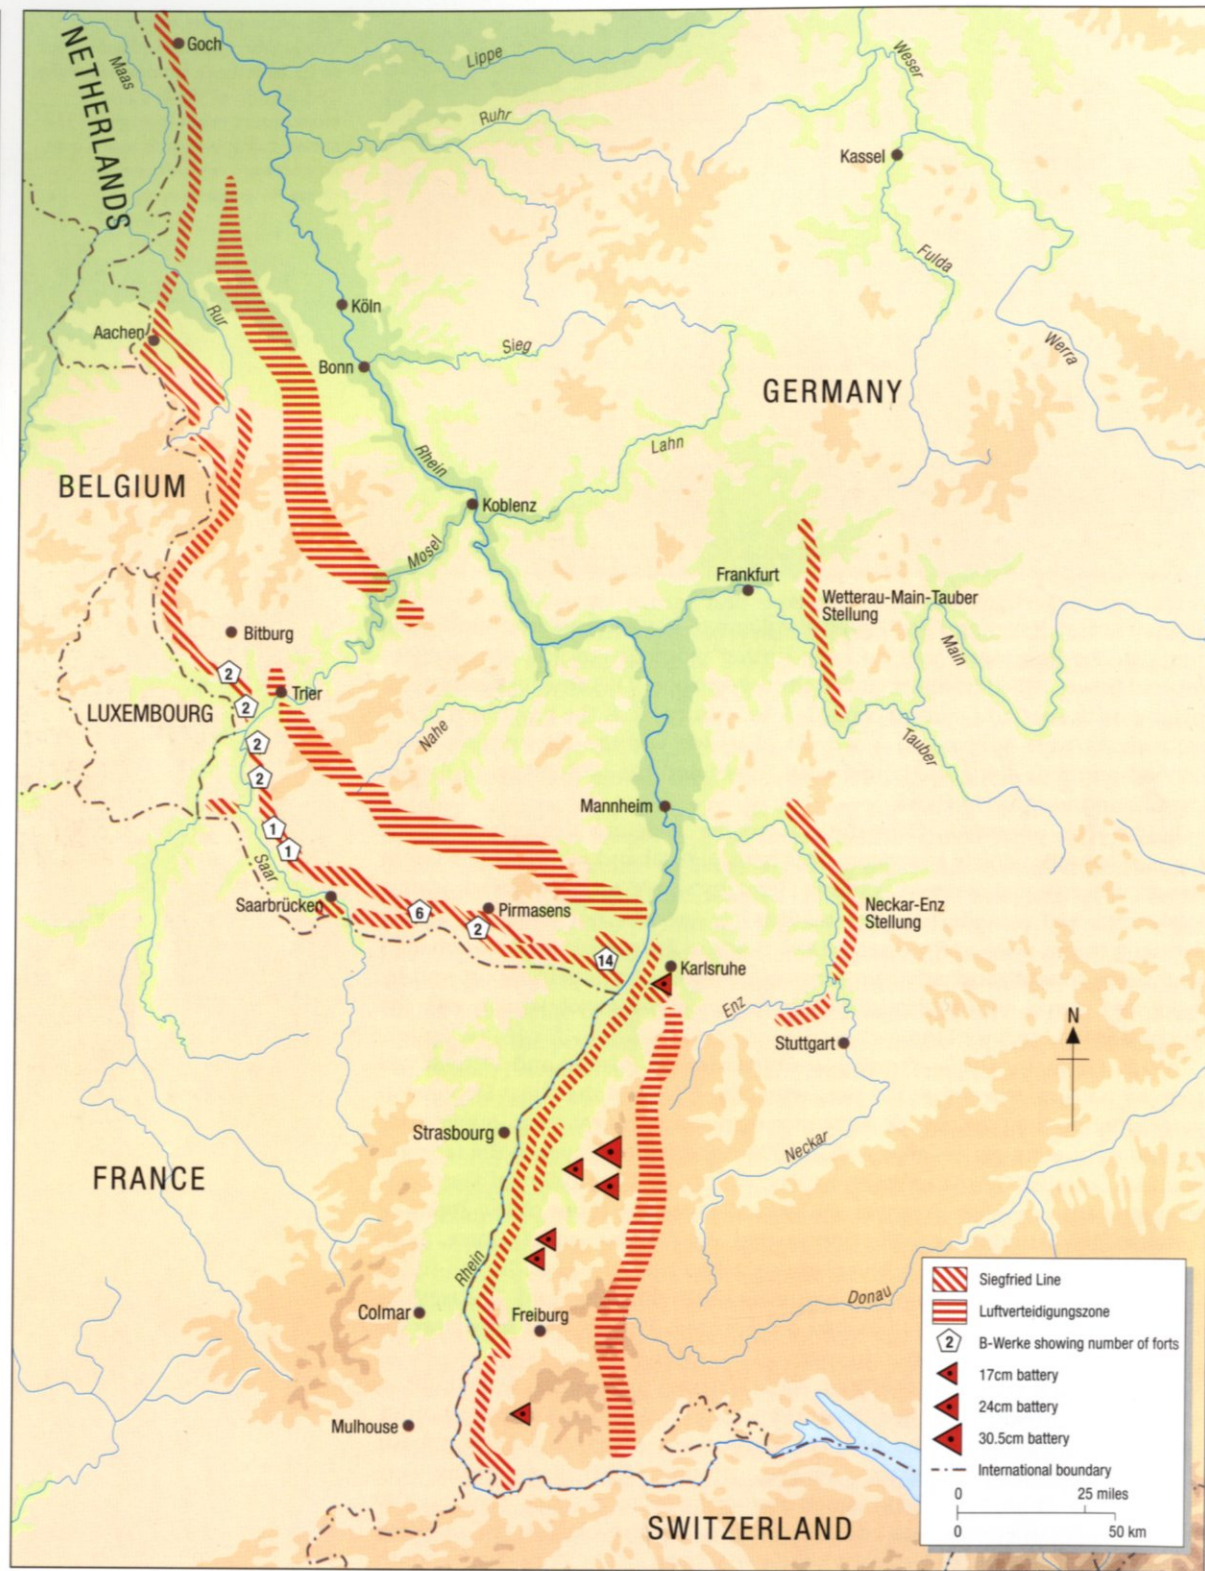 Goch
NETHERLANDS
Maas
Lippe
Weser
Ruhr
Kassel
Fulda
Werra
Köln
Rur
Aachen
Bonn
Sieg
GERMANY
Lahn
Rhein
BELGIUM
Koblenz
Mosel
Frankfurt
Wetterau-Main-Tauber
Stellung
Main
Bitburg
2
Trier
2
LUXEMBOURG
Nahe
Tauber
2
2
Mannheim
1
1
Saar
Saarbrücken
6
Pirmasens
2
Neckar-Enz
Stellung
14
Karlsruhe
Enz
Stuttgart
N
Strasbourg
Neckar
FRANCE
Rhein
Donau
Colmar
Freiburg
Mulhouse
SWITZERLAND
Siegfried Line
Luftverteidigungszone
2
B-Werke showing number of forts
17cm battery
24cm battery
30.5cm battery
International boundary
0 25 miles
0 50 km